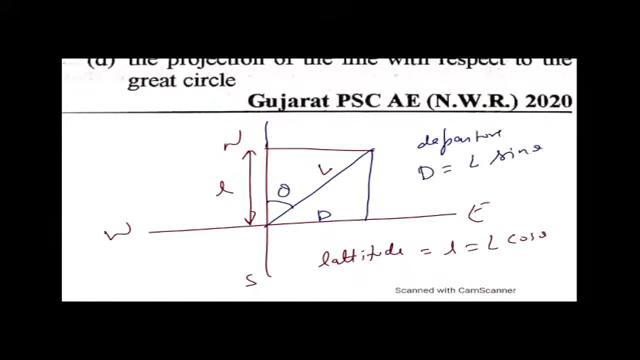 (d) the projection of the line with respect to the
great circle
Gujarat PSC AE (N.W.R.) 2020
departure
D = L sinθ
N
L
l
θ
D
E
W
lattitude = l = L cosθ
S
Scanned with CamScanner